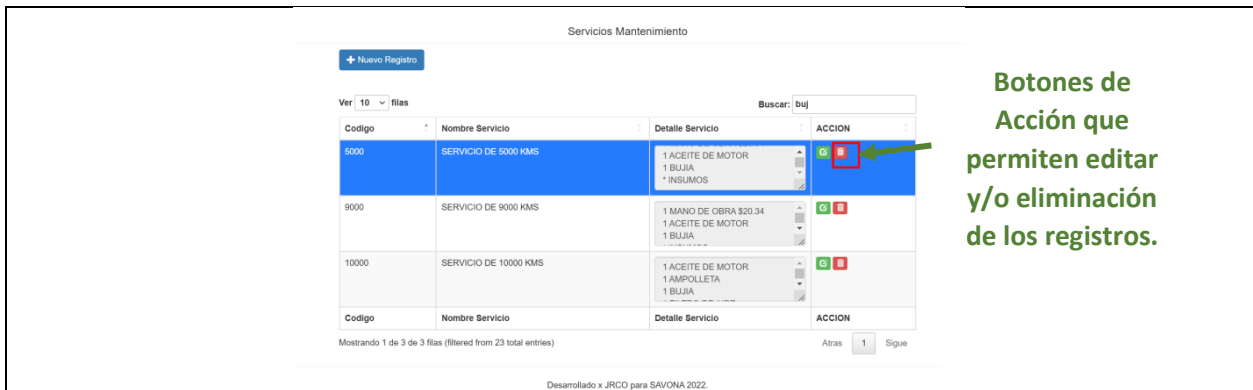 Servicios Mantenimiento
+ Nuevo Registro
Ver 10 filas
Buscar: buj
Codigo Nombre Servicio Detalle Servicio ACCION
5000 SERVICIO DE 5000 KMS
1 ACEITE DE MOTOR
1 BUJIA
* INSUMOS
9000 SERVICIO DE 9000 KMS
1 MANO DE OBRA $20.34
1 ACEITE DE MOTOR
1 BUJIA
10000 SERVICIO DE 10000 KMS
1 ACEITE DE MOTOR
1 AMPOLLETA
1 BUJIA
Codigo Nombre Servicio Detalle Servicio ACCION
Mostrando 1 de 3 de 3 filas (filtered from 23 total entries)
Atras 1 Sigue
Desarrollado x JRCO para SAVONA 2022.
Botones de
Acción que
permiten editar
y/o eliminación
de los registros.